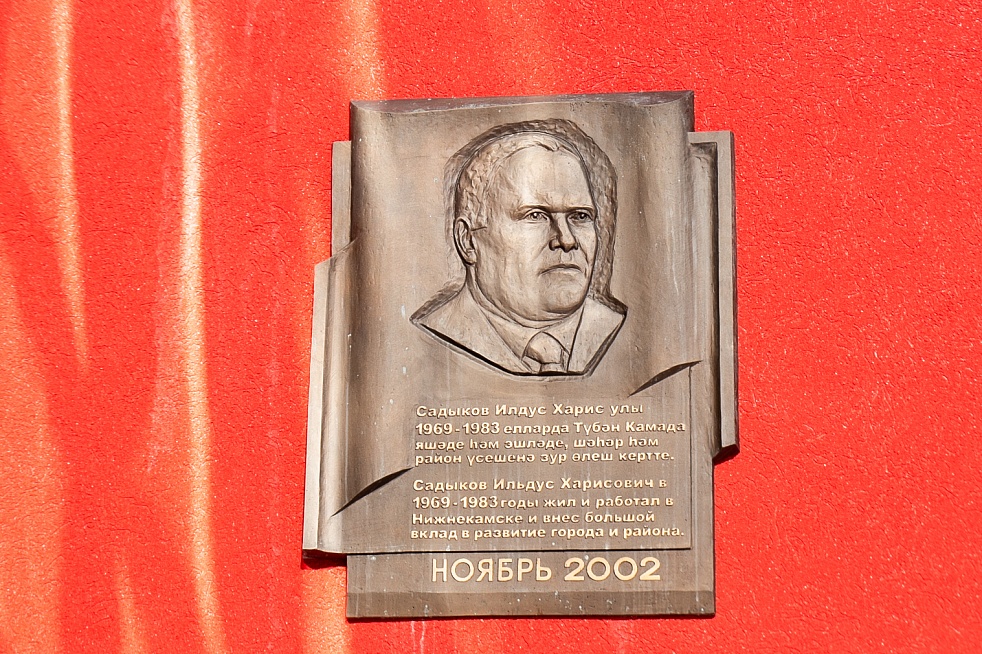 Садыков Илдус Харис улы
1969-1983 елларда Түбән Камада
яшәде һәм эшләде, шәһәр һәм
район үсешенә зур өлеш кертте.
Садыков Ильдус Харисович в
1969-1983 годы жил и работал в
Нижнекамске и внес большой
вклад в развитие города и района.
НОЯБРЬ 2002